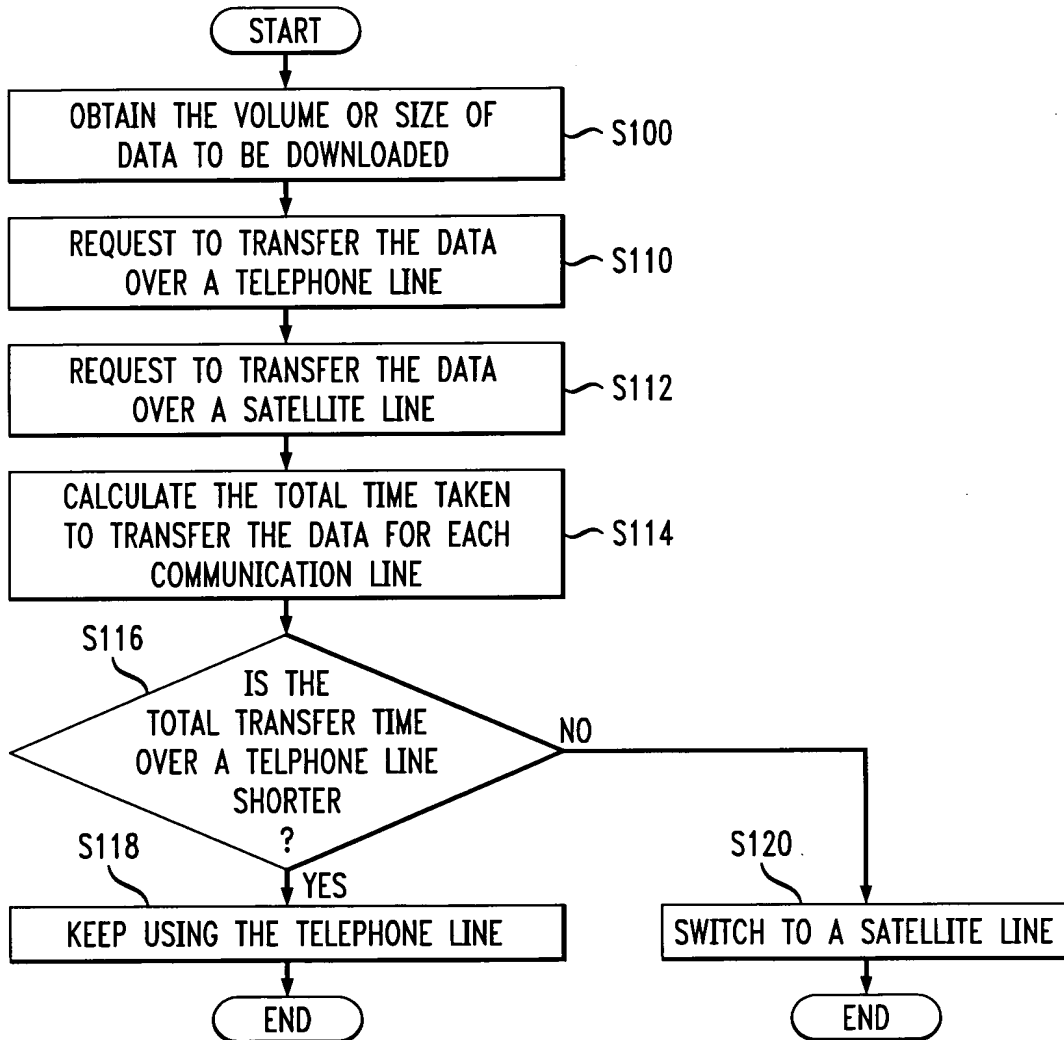 START
OBTAIN THE VOLUME OR SIZE OF
DATA TO BE DOWNLOADED
S100
REQUEST TO TRANSFER THE DATA
OVER A TELEPHONE LINE
S110
REQUEST TO TRANSFER THE DATA
OVER A SATELLITE LINE
S112
CALCULATE THE TOTAL TIME TAKEN
TO TRANSFER THE DATA FOR EACH
COMMUNICATION LINE
S114
S116
IS THE
TOTAL TRANSFER TIME
OVER A TELPHONE LINE
SHORTER
?
NO
YES
S118
KEEP USING THE TELEPHONE LINE
END
S120
SWITCH TO A SATELLITE LINE
END